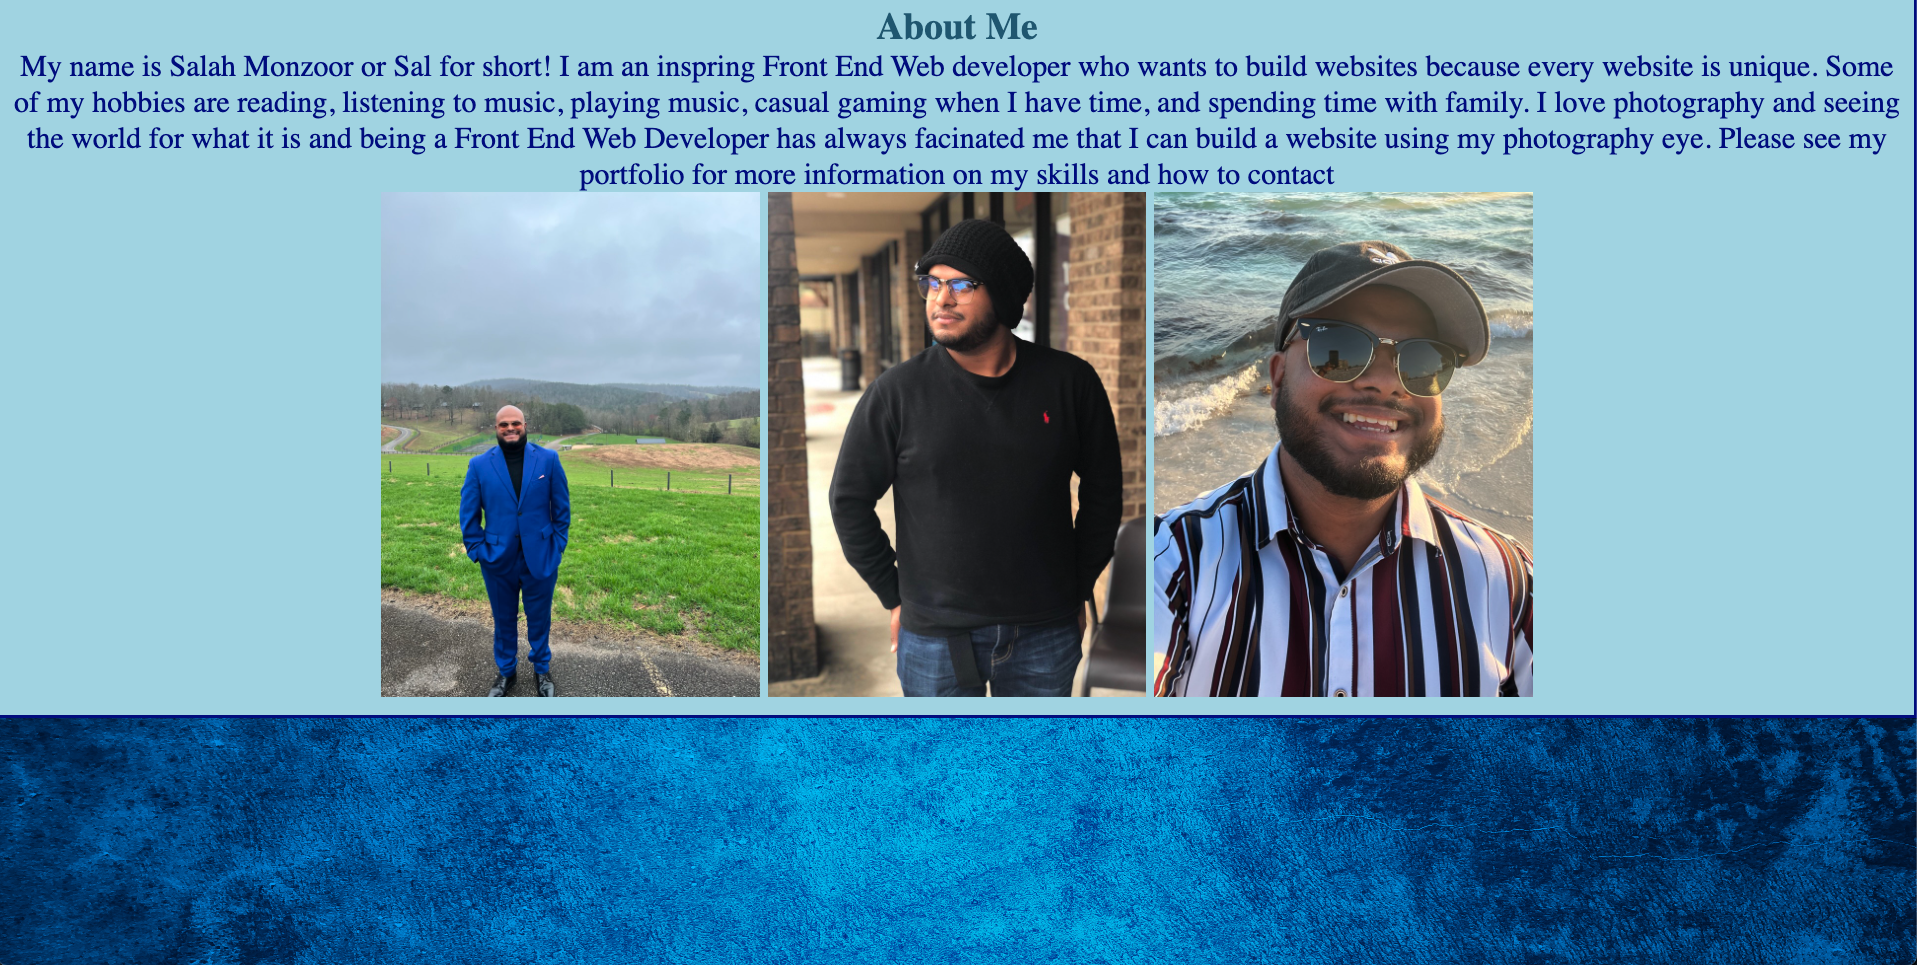 About Me
My name is Salah Monzoor or Sal for short! I am an inspring Front End Web developer who wants to build websites because every website is unique. Some
of my hobbies are reading, listening to music, playing music, casual gaming when I have time, and spending time with family. I love photography and seeing
the world for what it is and being a Front End Web Developer has always facinated me that I can build a website using my photography eye. Please see my
portfolio for more information on my skills and how to contact